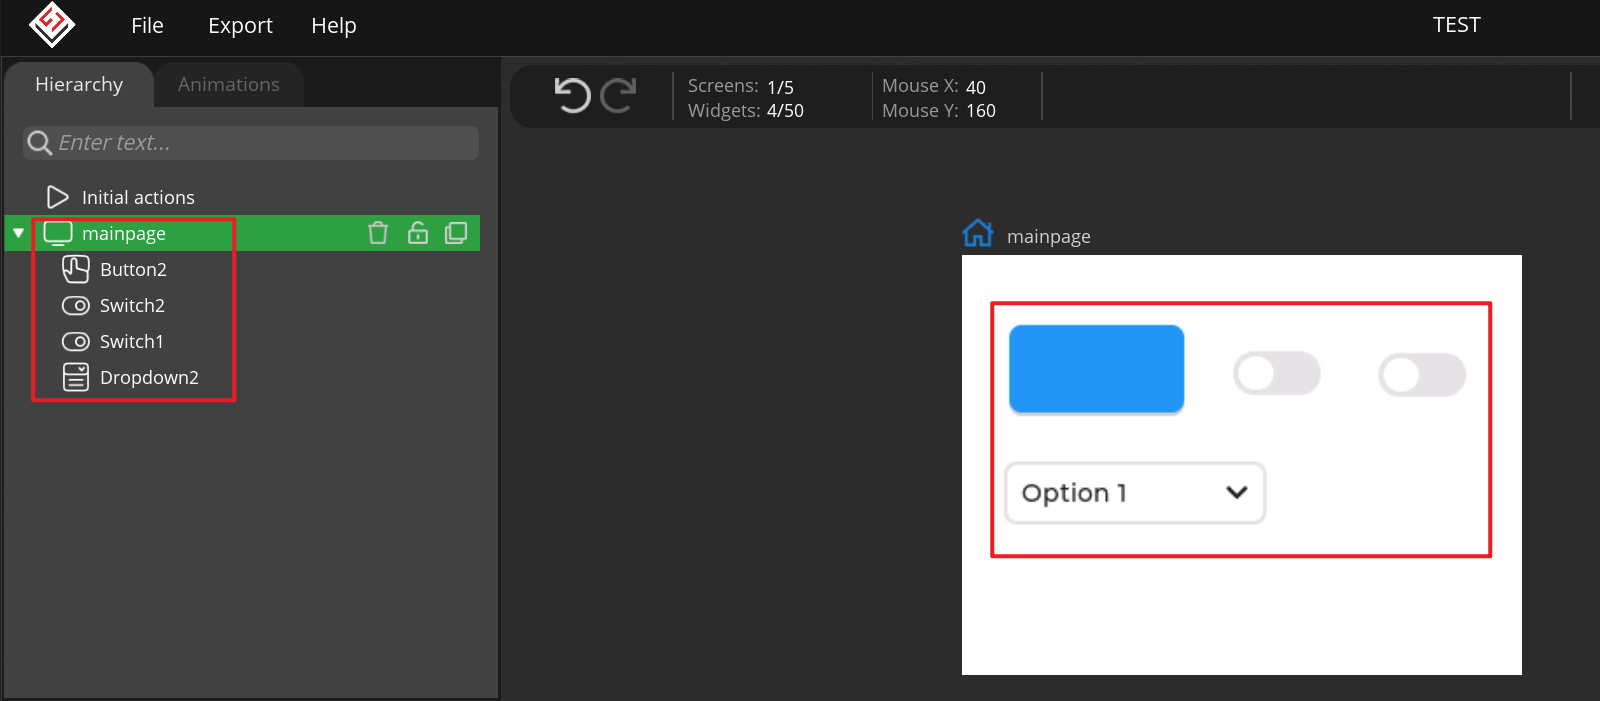 File Export Help TEST
Hierarchy Animations
Screens: 1/5 Mouse X: 40
Widgets: 4/50 Mouse Y: 160
Enter text...
Initial actions
mainpage
Button2
Switch2
Switch1
Dropdown2
mainpage
Option 1